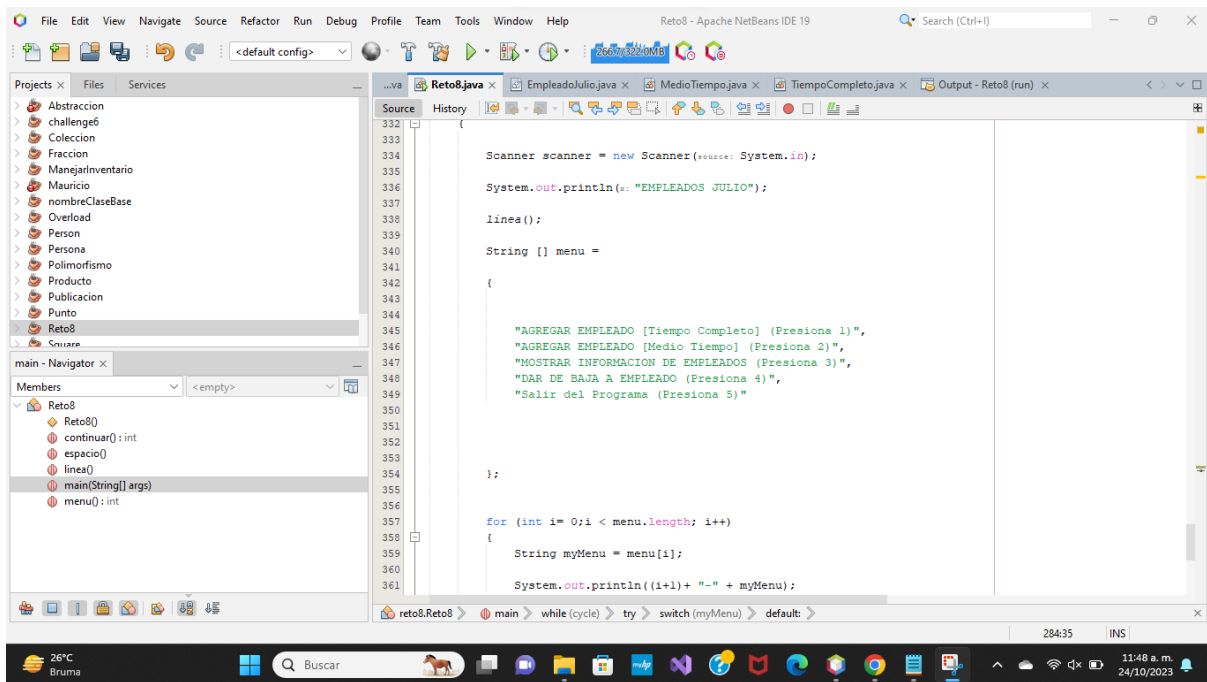 File Edit View Navigate Source Refactor Run Debug Profile Team Tools Window Help Reto8 - Apache NetBeans IDE 19 Search (Ctrl+I)
<default config> 266.7/322.0MB
Projects Files Services
Abstraccion
challenge6
Coleccion
Fraccion
ManejarInventario
Mauricio
nombreClaseBase
Overload
Person
Persona
Polimorfismo
Producto
Publicacion
Punto
Reto8
Square
main - Navigator
Members <empty>
Reto8
Reto8()
continuar() : int
espacio()
linea()
main(String[] args)
menu() : int
...va Reto8.java EmpleadoJulio.java MedioTiempo.java TiempoCompleto.java Output - Reto8 (run)
Source History
332 {
333
334 Scanner scanner = new Scanner(source: System.in);
335
336 System.out.println(x: "EMPLEADOS JULIO");
337
338 linea();
339
340 String [] menu =
341
342 {
343
344
345 "AGREGAR EMPLEADO [Tiempo Completo] (Presiona 1)",
346 "AGREGAR EMPLEADO [Medio Tiempo] (Presiona 2)",
347 "MOSTRAR INFORMACION DE EMPLEADOS (Presiona 3)",
348 "DAR DE BAJA A EMPLEADO (Presiona 4)",
349 "Salir del Programa (Presiona 5)"
350
351
352
353
354 };
355
356
357 for (int i= 0;i < menu.length; i++)
358 {
359 String myMenu = menu[i];
360
361 System.out.println((i+1)+ "-" + myMenu);
reto8.Reto8 main while (cycle) try switch (myMenu) default:
284:35 INS
26°C
Bruma
Buscar
mvhp
11:48 a. m.
24/10/2023